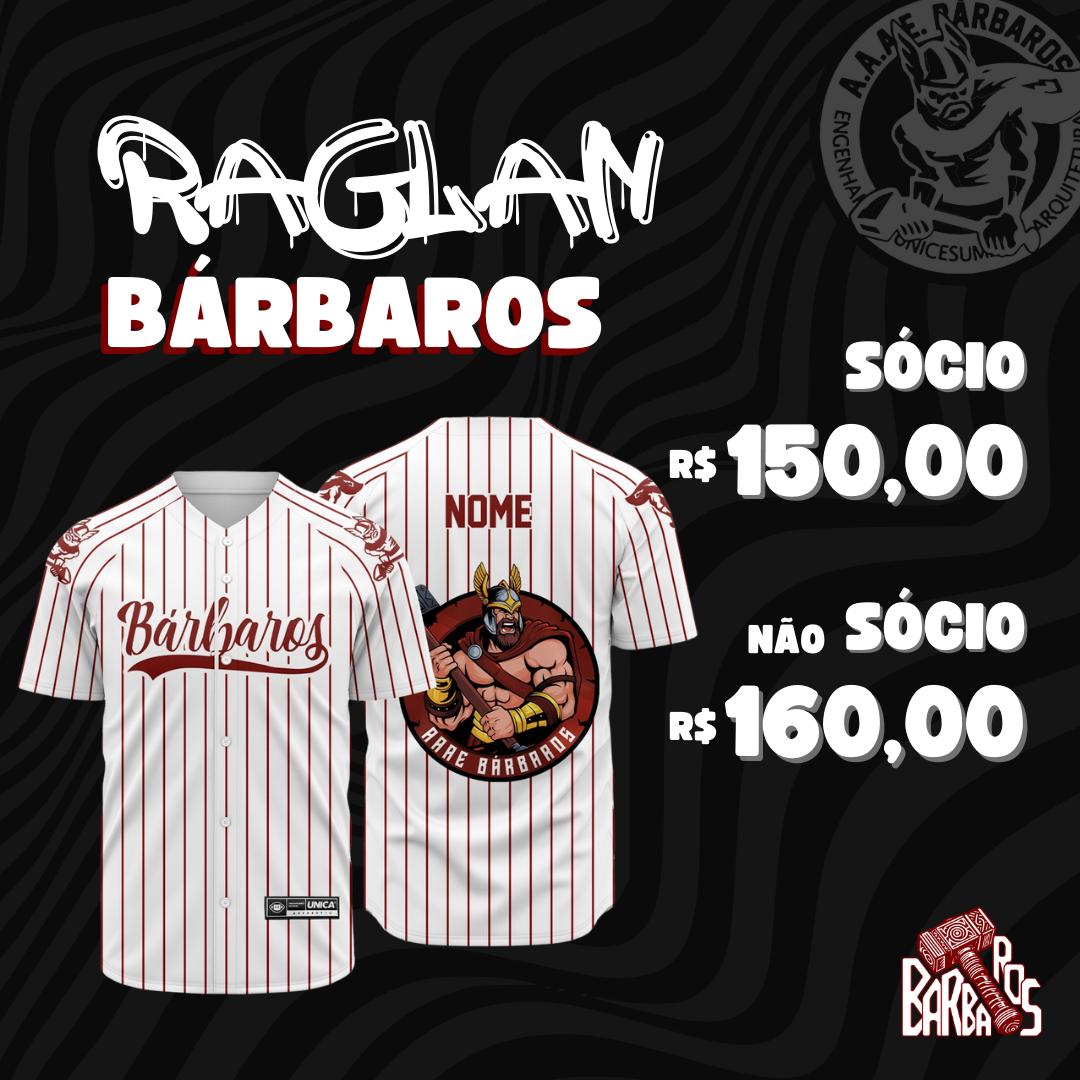 A.A.A.E. BÁRBAROS
ENGENHARIA
ARQUITETURA
UNICESUMAR
RAGLAN
BÁRBAROS
SÓCIO
R$ 150,00
NÃO SÓCIO
R$ 160,00
NOME
Bárbaros
AAAE BÁRBAROS
UNICA
AUTHENTIC
BARBAROS